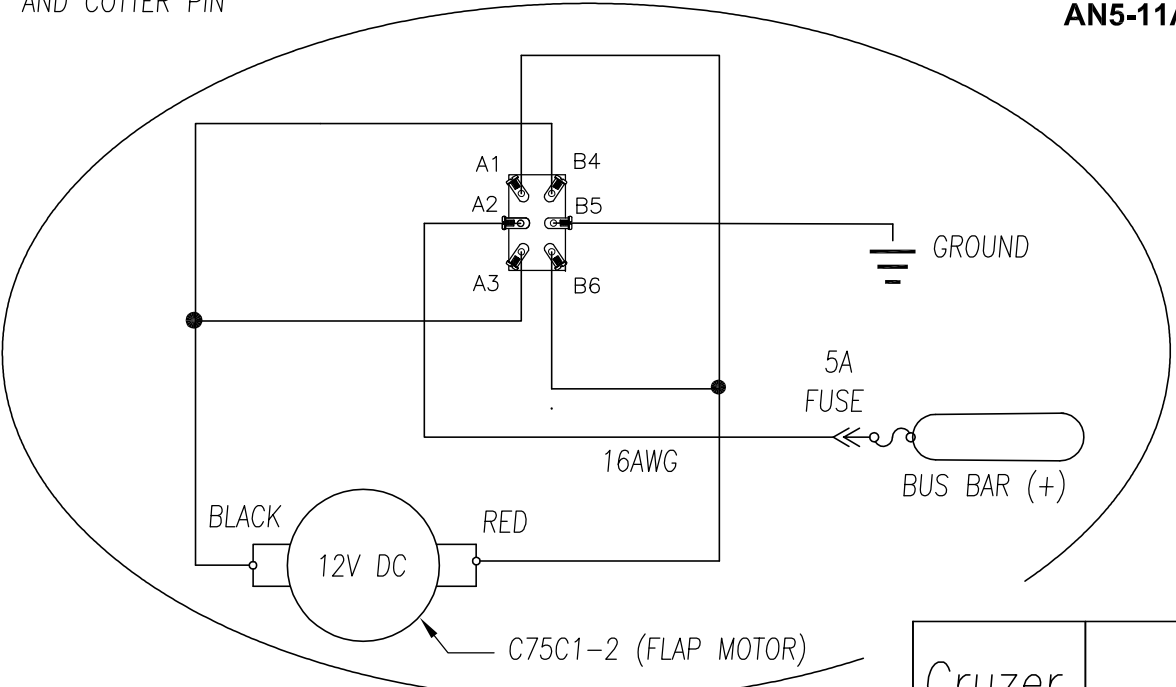 AND COTTER PIN
AN5-11A
A1
B4
A2
B5
A3
B6
GROUND
5A
FUSE
16AWG
BUS BAR (+)
BLACK
RED
12V DC
C75C1-2 (FLAP MOTOR)
Cruzer